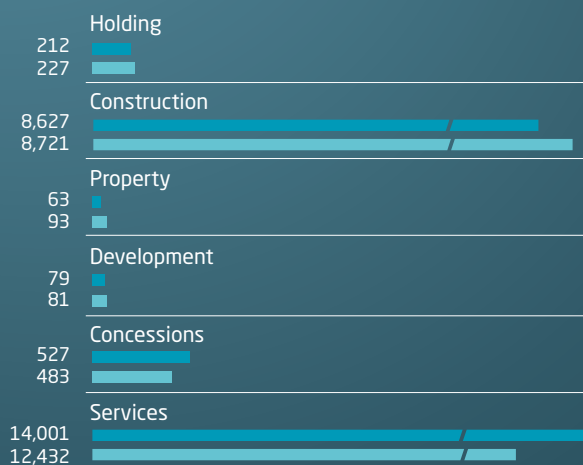 Holding
212
227
Construction
8,627
8,721
Property
63
93
Development
79
81
Concessions
527
483
Services
14,001
12,432